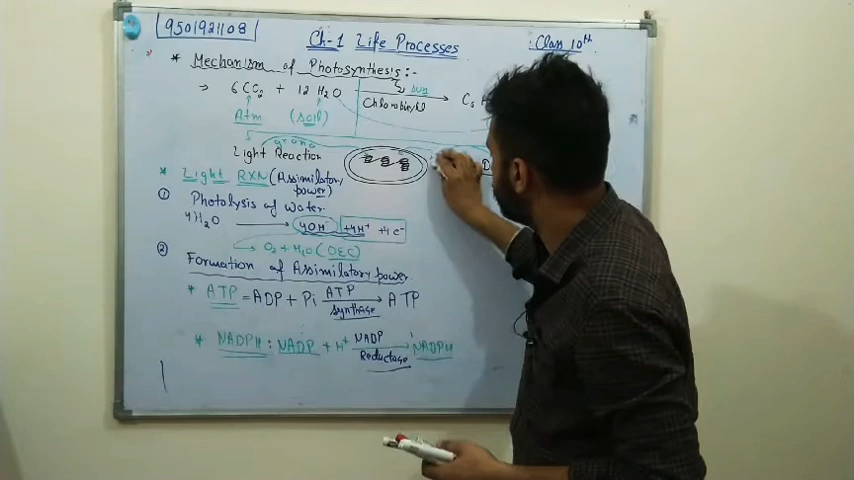 9501921108
Ch-1 Life Processes
Class 10th
* Mechanism of Photosynthesis :-
⇒ 6CO2 + 12 H2O → C6 H
Sun
Chlorophyll
Atm (Soil)
grana
Light Reaction D
* Light RXN (Assimilatory power)
① Photolysis of water.
4H2O → 4OH- + 4H+ + 4e-
O2 + H2O (OEC)
② Formation of Assimilatory power
* ATP = ADP + Pi ATP synthase → ATP
* NADPH : NADP + H+ NADP Reductase → NADPH